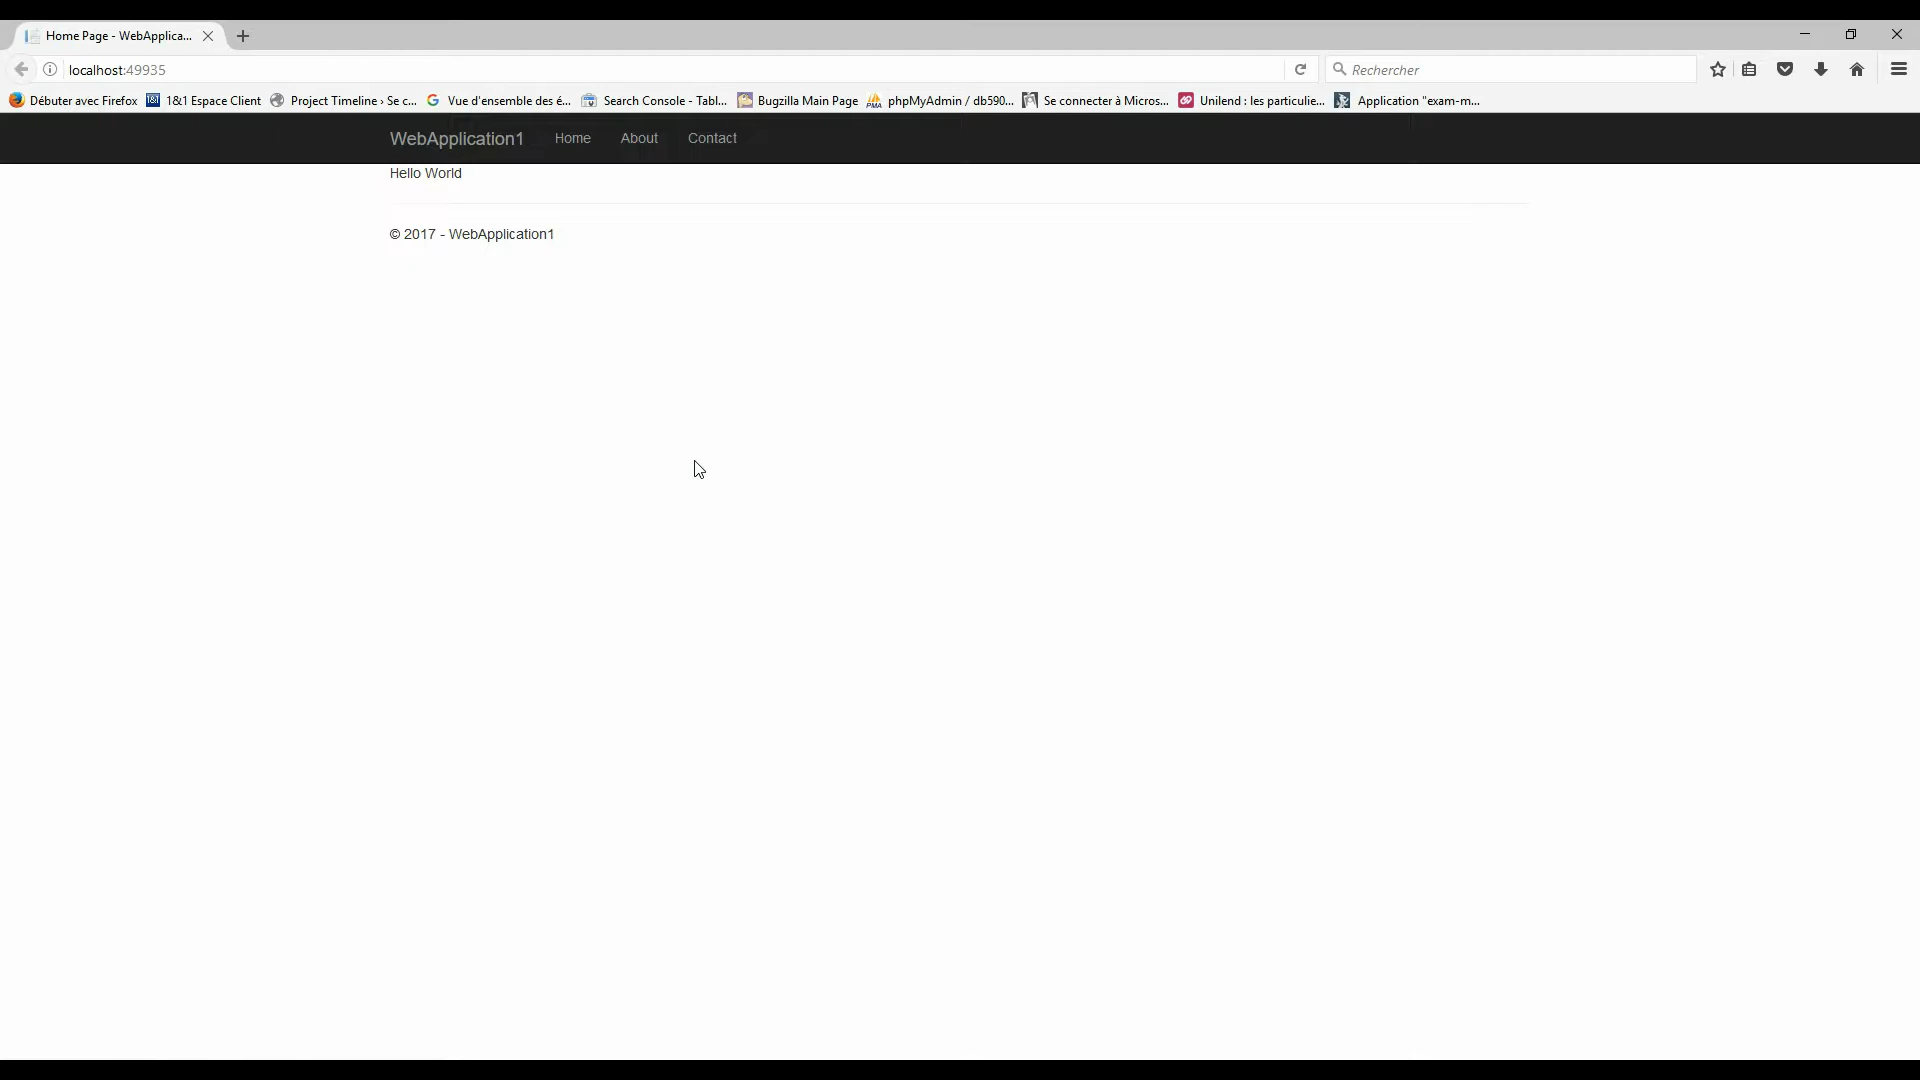 Home Page - WebApplica...
localhost:49935
Rechercher
Débuter avec Firefox 1&1 Espace Client Project Timeline › Se c... Vue d'ensemble des é... Search Console - Tabl... Bugzilla Main Page phpMyAdmin / db590... Se connecter à Micros... Unilend : les particulie... Application "exam-m...
WebApplication1 Home About Contact
Hello World
© 2017 - WebApplication1